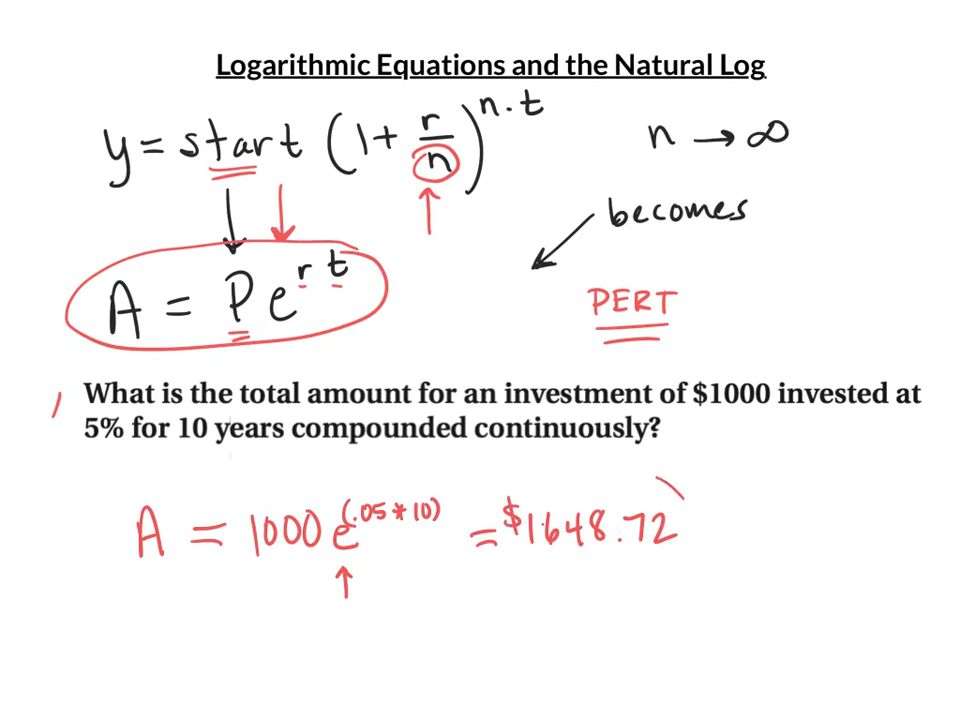 Logarithmic Equations and the Natural Log
y = start (1 + r/n)^(n·t)
n → ∞
becomes
A = Pe^(rt)
PERT
What is the total amount for an investment of $1000 invested at
5% for 10 years compounded continuously?
A = 1000 e^(.05 * 10) = $1648.72